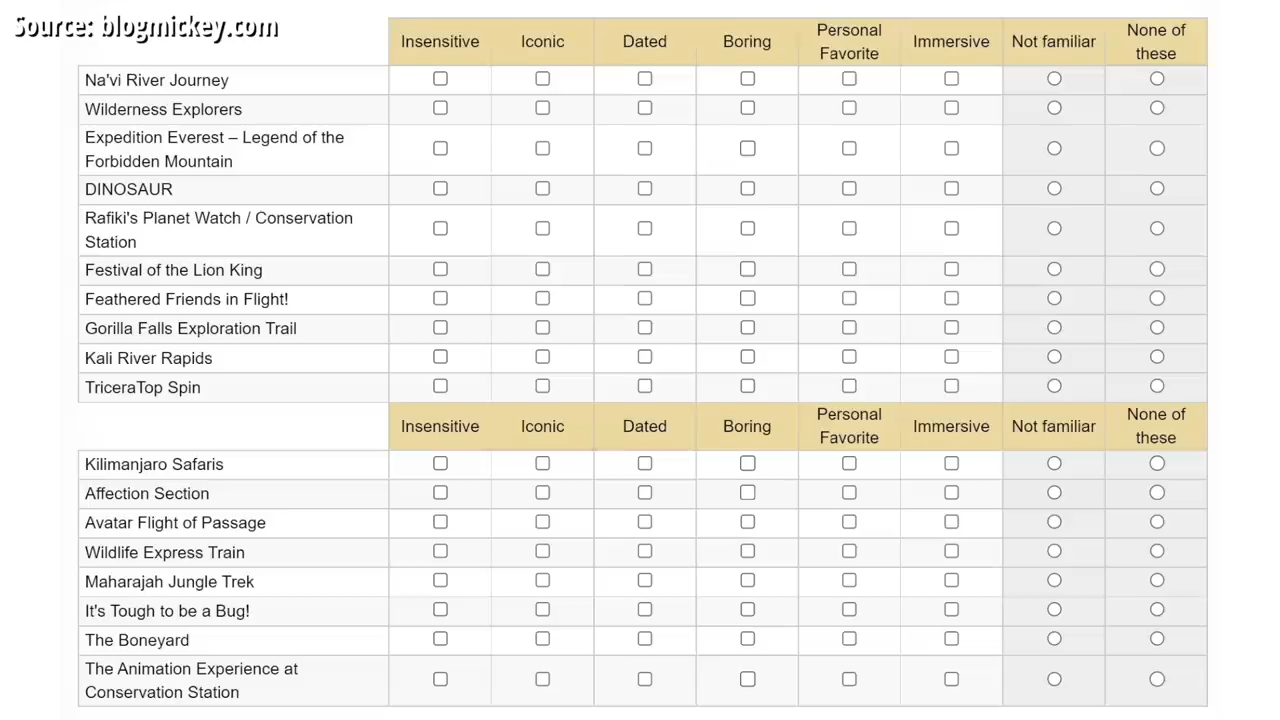 Source: blogmickey.com
Insensitive Iconic Dated Boring Personal Favorite Immersive Not familiar None of these
Na'vi River Journey
Wilderness Explorers
Expedition Everest – Legend of the
Forbidden Mountain
DINOSAUR
Rafiki's Planet Watch / Conservation
Station
Festival of the Lion King
Feathered Friends in Flight!
Gorilla Falls Exploration Trail
Kali River Rapids
TriceraTop Spin
Insensitive Iconic Dated Boring Personal Favorite Immersive Not familiar None of these
Kilimanjaro Safaris
Affection Section
Avatar Flight of Passage
Wildlife Express Train
Maharajah Jungle Trek
It's Tough to be a Bug!
The Boneyard
The Animation Experience at
Conservation Station